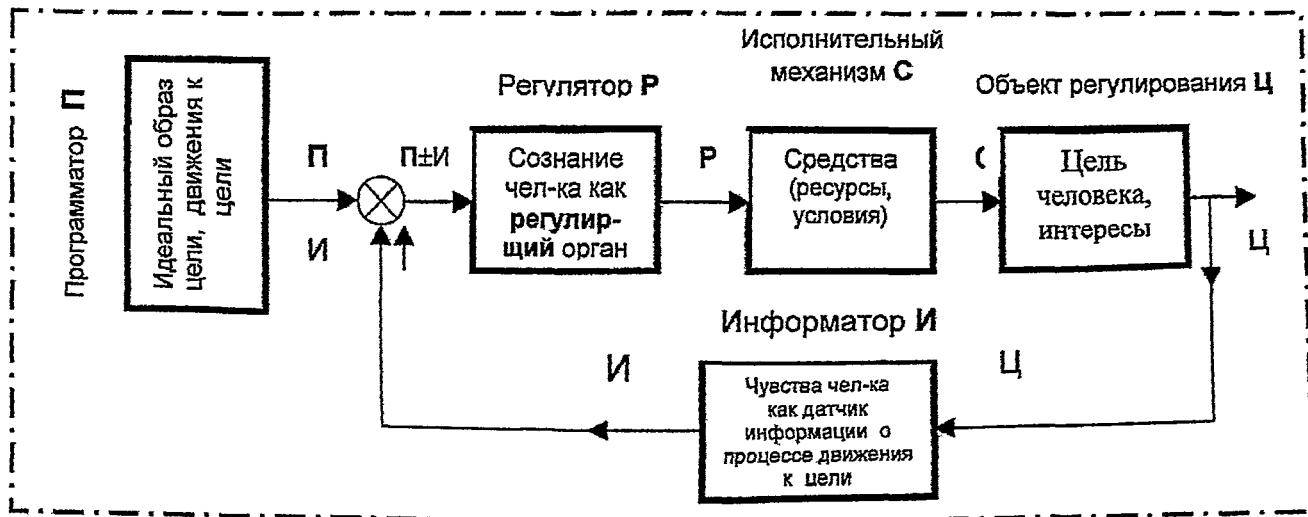 Программатор П
Идеальный образ
цели, движения к
цели
П
И
П±И
Регулятор Р
Сознание
чел-ка как
регулир-
щий орган
Р
Исполнительный
механизм С
Средства
(ресурсы,
условия)
Объект регулирования Ц
Цель
человека,
интересы
Ц
Информатор И
И
Ц
Чувства чел-ка
как датчик
информации о
процессе движения
к цели